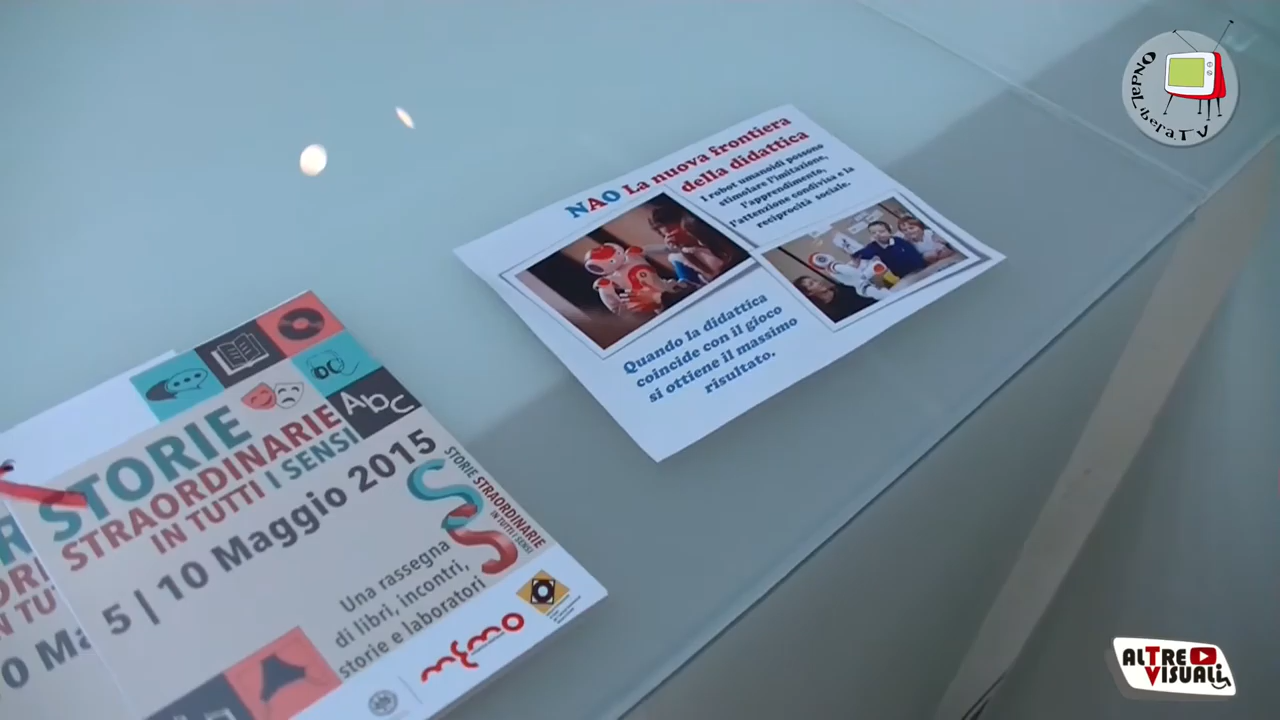 OndaLibera.TV
NAO La nuova frontiera
della didattica
I robot umanoidi possono
stimolare l'imitazione,
l'apprendimento,
l'attenzione condivisa e la
reciprocità sociale.
Quando la didattica
coincide con il gioco
si ottiene il massimo
risultato.
Abc
STORIE
STRAORDINARIE
IN TUTTI I SENSI
5 | 10 Maggio 2015
STORIE STRAORDINARIE
IN TUTTI I SENSI
Una rassegna
di libri, incontri,
storie e laboratori
ALTRE
VISUALI